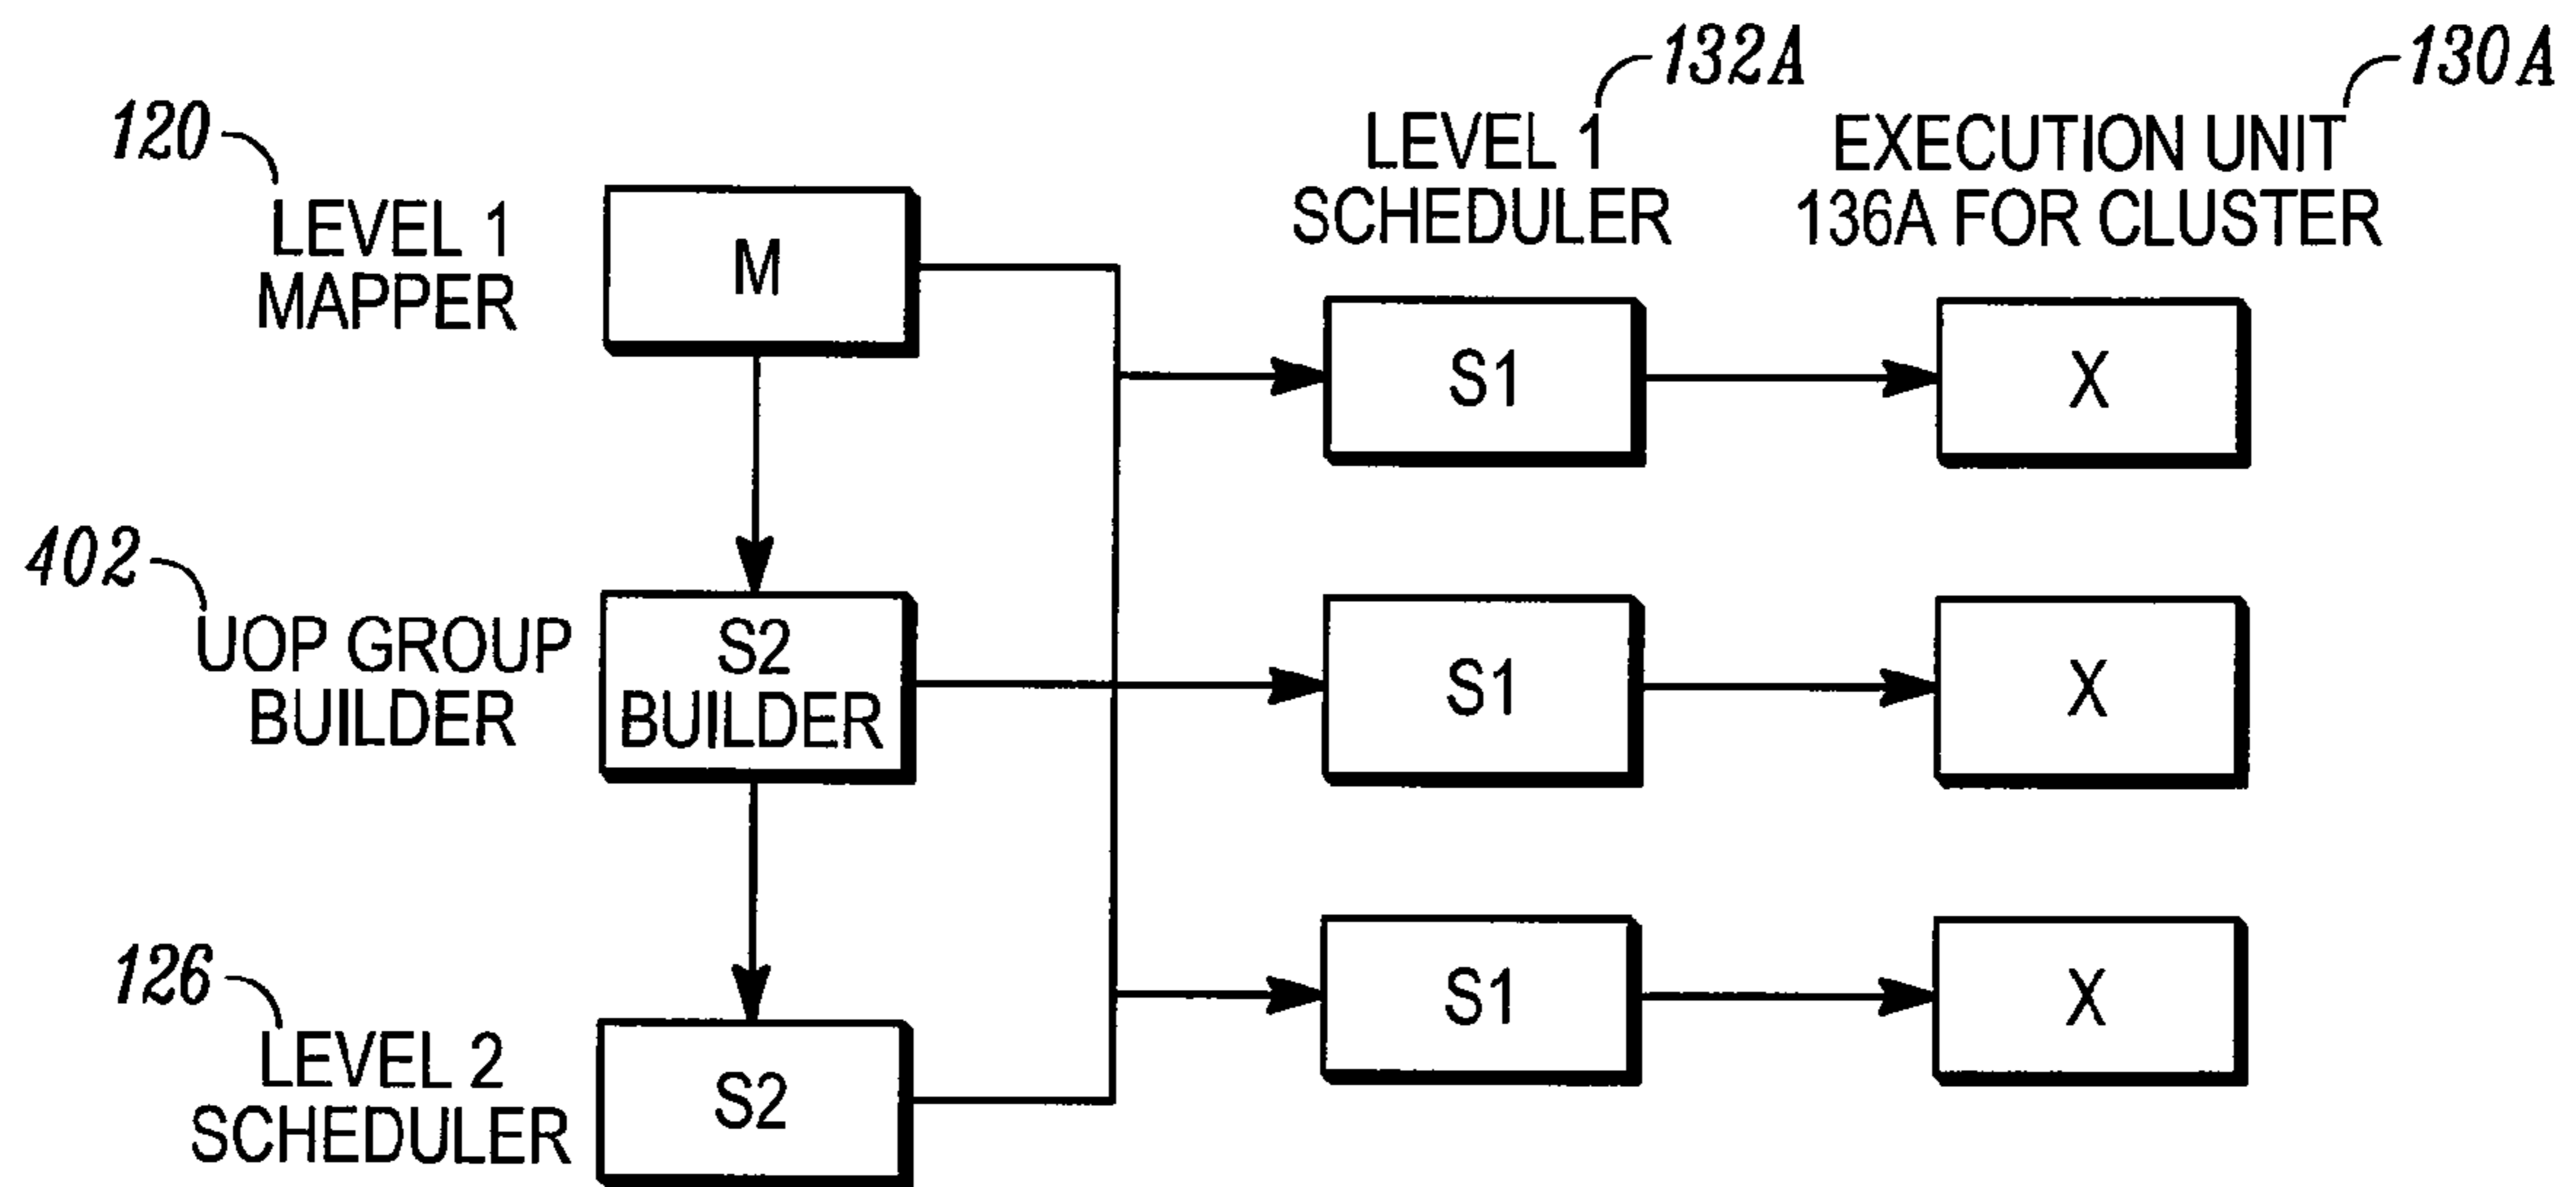 120
LEVEL 1
MAPPER
M
132A
LEVEL 1
SCHEDULER
130A
EXECUTION UNIT
136A FOR CLUSTER
S1
X
402
UOP GROUP
BUILDER
S2
BUILDER
S1
X
126
LEVEL 2
SCHEDULER
S2
S1
X